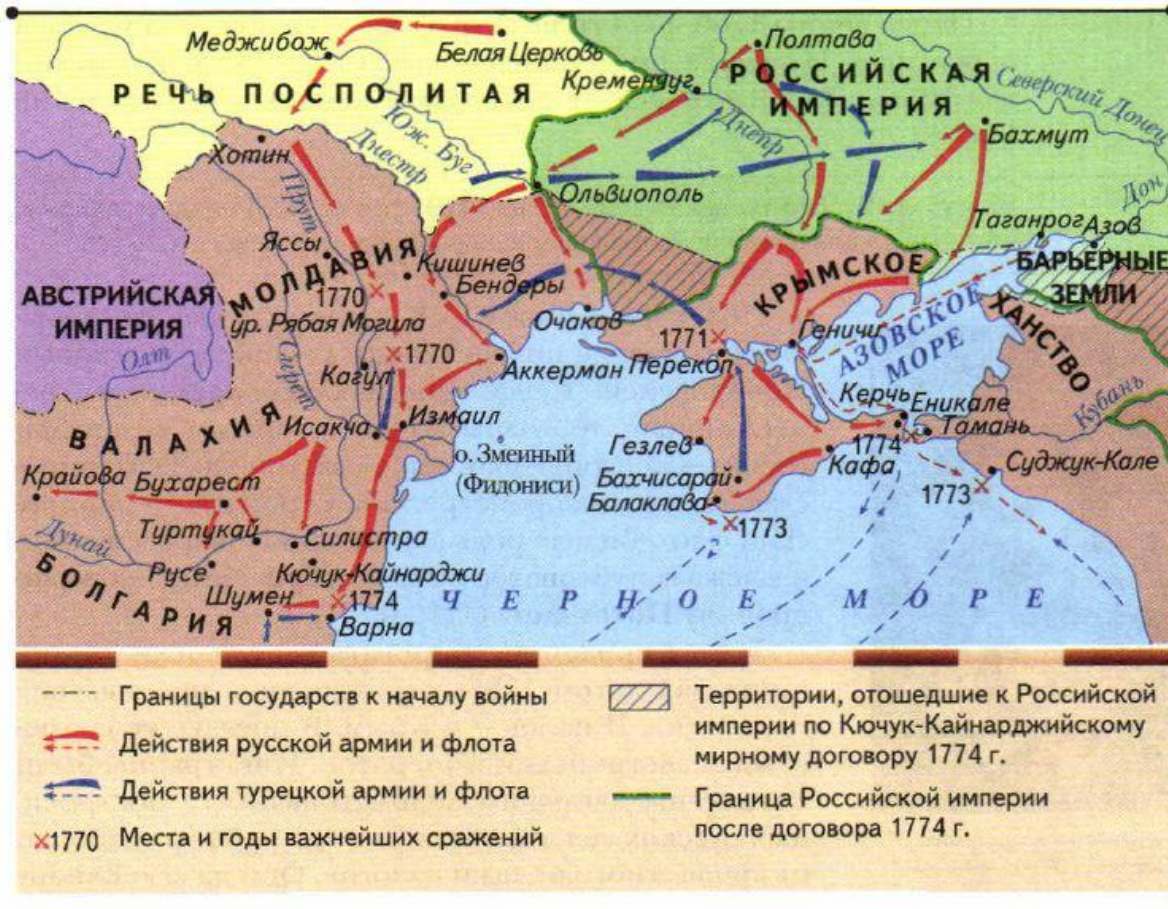 Меджибож
Белая Церковь
Полтава
Кременчуг
РОССИЙСКАЯ
ИМПЕРИЯ
Северский Донец
РЕЧЬ ПОСПОЛИТАЯ
Юж. Буг
Днестр
Днепр
Бахмут
Хотин
Прут
Ольвиополь
Дон
Таганрог
Азов
Яссы
МОЛДАВИЯ
Кишинев
Бендеры
КРЫМСКОЕ
ХАНСТВО
БАРЬЕРНЫЕ
ЗЕМЛИ
АВСТРИЙСКАЯ
ИМПЕРИЯ
1770
ур. Рябая Могила
Очаков
1771
Геничи
АЗОВСКОЕ
МОРЕ
Олт
Сирет
1770
Кагул
Аккерман
Перекоп
Керчь
Еникале
Кубань
ВАЛАХИЯ
Исакча
Измаил
Гезлев
1774
Тамань
о. Змеиный
(Фидониси)
Кафа
Суджук-Кале
Крайова
Бухарест
Бахчисарай
Балаклава
1773
1773
Туртукай
Силистра
Дунай
БОЛГАРИЯ
Русе
Кючук-Кайнарджи
Шумен
1774
Варна
ЧЕРНОЕ МОРЕ
Границы государств к началу войны
Действия русской армии и флота
Действия турецкой армии и флота
1770 Места и годы важнейших сражений
Территории, отошедшие к Российской
империи по Кючук-Кайнарджийскому
мирному договору 1774 г.
Граница Российской империи
после договора 1774 г.